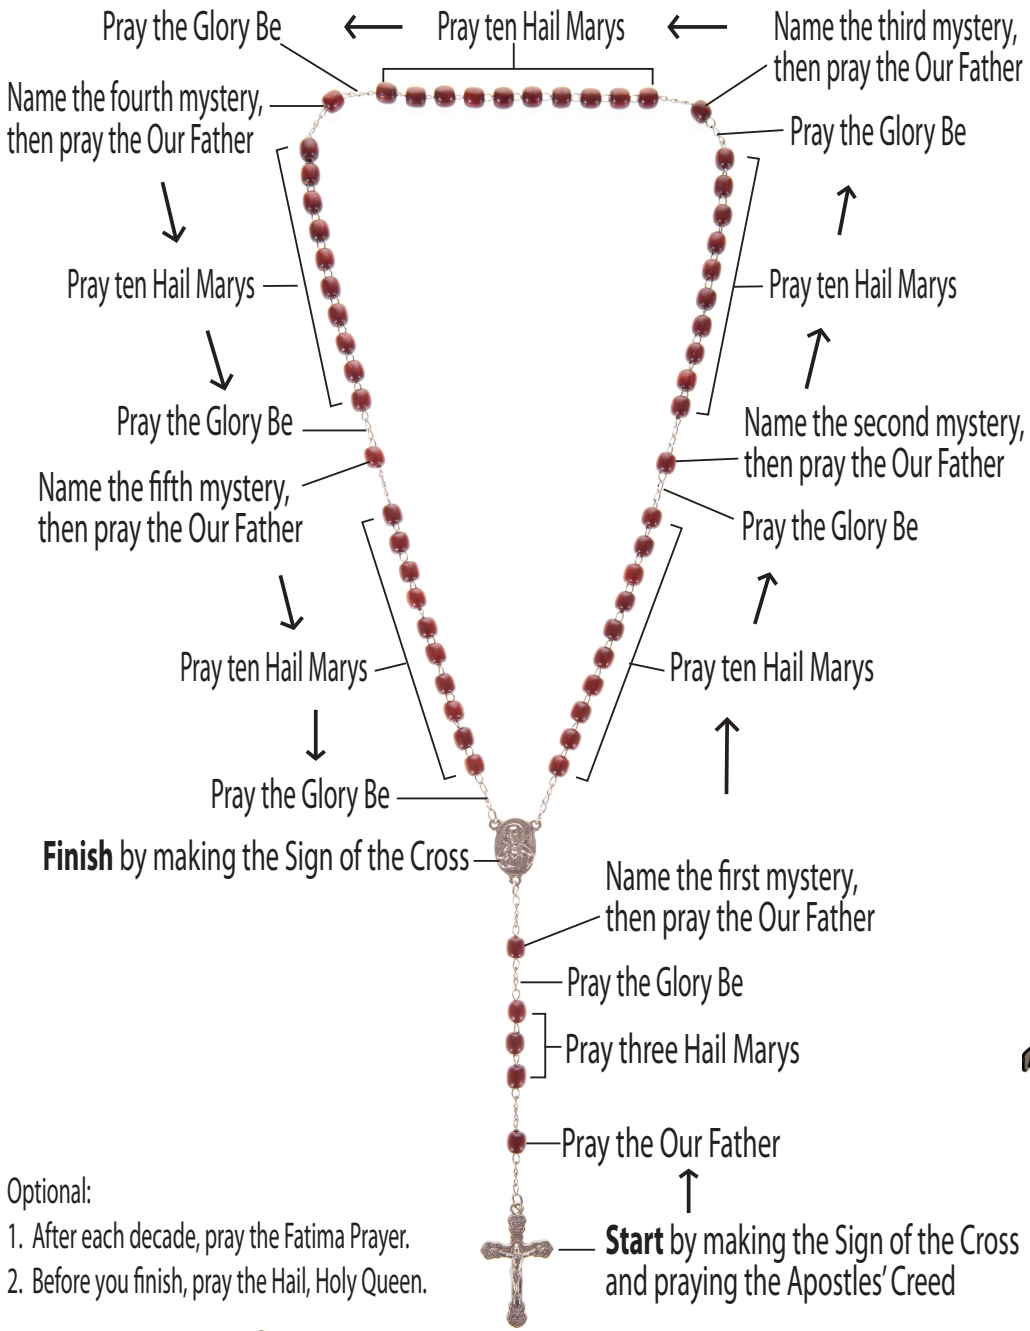 Pray the Glory Be
Pray ten Hail Marys
Name the third mystery,
then pray the Our Father
Name the fourth mystery,
then pray the Our Father
Pray the Glory Be
Pray ten Hail Marys
Pray ten Hail Marys
Pray the Glory Be
Name the second mystery,
then pray the Our Father
Name the fifth mystery,
then pray the Our Father
Pray the Glory Be
Pray ten Hail Marys
Pray ten Hail Marys
Pray the Glory Be
Finish by making the Sign of the Cross
Name the first mystery,
then pray the Our Father
Pray the Glory Be
Pray three Hail Marys
Pray the Our Father
Optional:
1. After each decade, pray the Fatima Prayer.
2. Before you finish, pray the Hail, Holy Queen.
Start by making the Sign of the Cross
and praying the Apostles' Creed